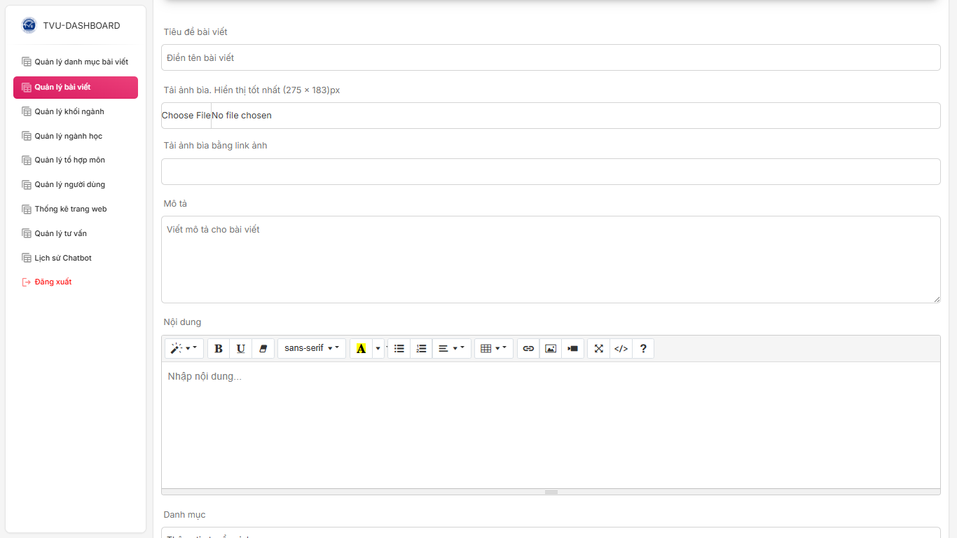 TVU-DASHBOARD
Quản lý danh mục bài viết
Quản lý bài viết
Quản lý khối ngành
Quản lý ngành học
Quản lý tổ hợp môn
Quản lý người dùng
Thống kê trang web
Quản lý tư vấn
Lịch sử Chatbot
Đăng xuất
Tiêu đề bài viết
Điền tên bài viết
Tải ảnh bìa. Hiển thị tốt nhất (275 × 183)px
Choose File No file chosen
Tải ảnh bìa bằng link ảnh
Mô tả
Viết mô tả cho bài viết
Nội dung
B U sans-serif A </> ?
Nhập nội dung...
Danh mục